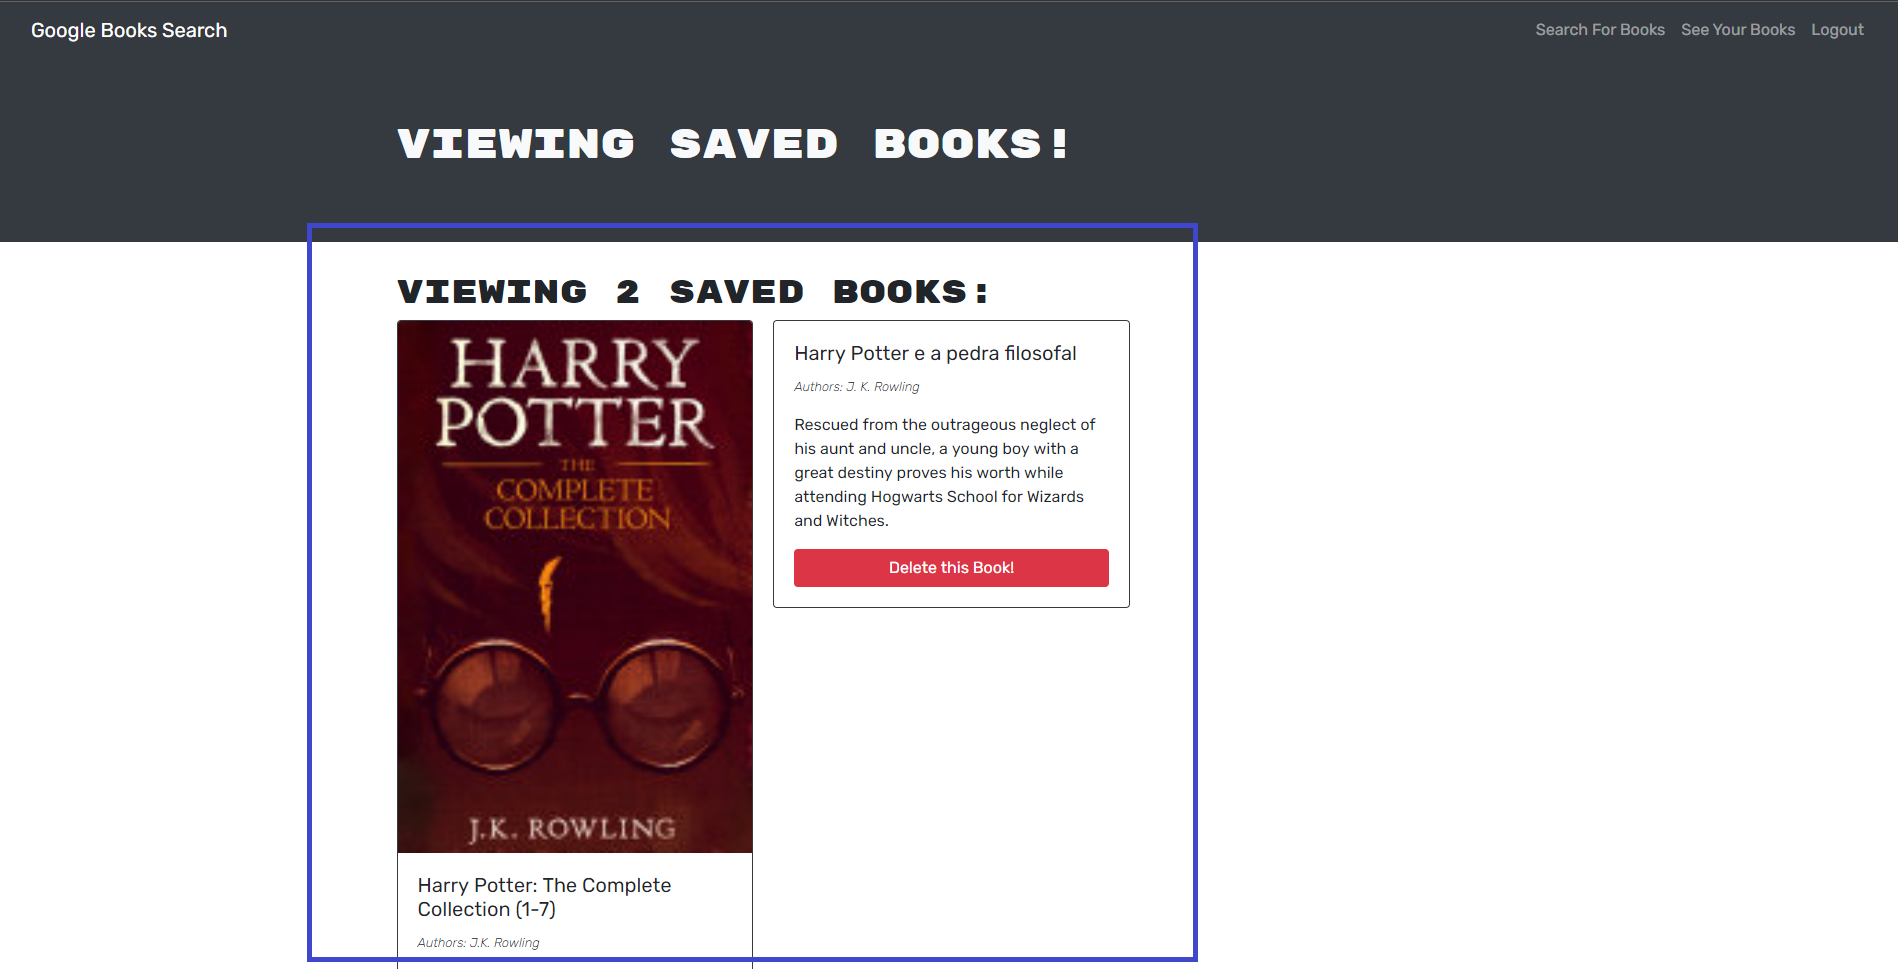 Google Books Search
Search For Books See Your Books Logout
VIEWING SAVED BOOKS!
VIEWING 2 SAVED BOOKS:
HARRY
POTTER
THE
COMPLETE
COLLECTION
J.K. ROWLING
Harry Potter: The Complete
Collection (1-7)
Authors: J.K. Rowling
Harry Potter e a pedra filosofal
Authors: J. K. Rowling
Rescued from the outrageous neglect of
his aunt and uncle, a young boy with a
great destiny proves his worth while
attending Hogwarts School for Wizards
and Witches.
Delete this Book!